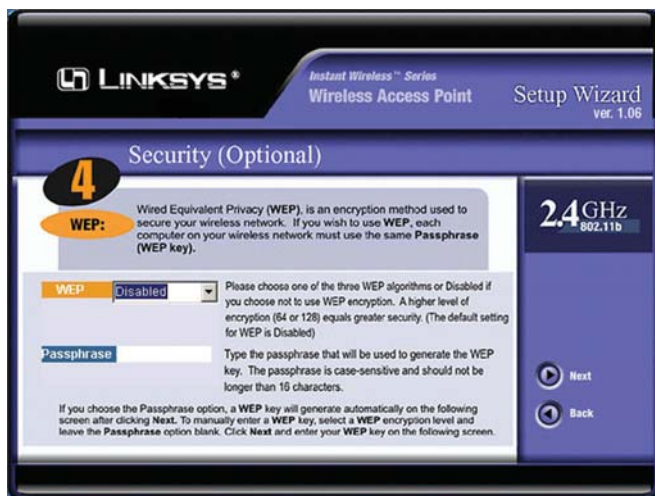 LINKSYS®
Instant Wireless™ Series
Wireless Access Point
Setup Wizard
ver. 1.06
Security (Optional)
4
WEP:
Wired Equivalent Privacy (WEP), is an encryption method used to
secure your wireless network. If you wish to use WEP, each
computer on your wireless network must use the same Passphrase
(WEP key).
2.4 GHz
802.11b
WEP Disabled
Please choose one of the three WEP algorithms or Disabled if
you choose not to use WEP encryption. A higher level of
encryption (64 or 128) equals greater security. (The default setting
for WEP is Disabled)
Passphrase
Type the passphrase that will be used to generate the WEP
key. The passphrase is case-sensitive and should not be
longer than 16 characters.
If you choose the Passphrase option, a WEP key will generate automatically on the following
screen after clicking Next. To manually enter a WEP key, select a WEP encryption level and
leave the Passphrase option blank. Click Next and enter your WEP key on the following screen.
Next
Back